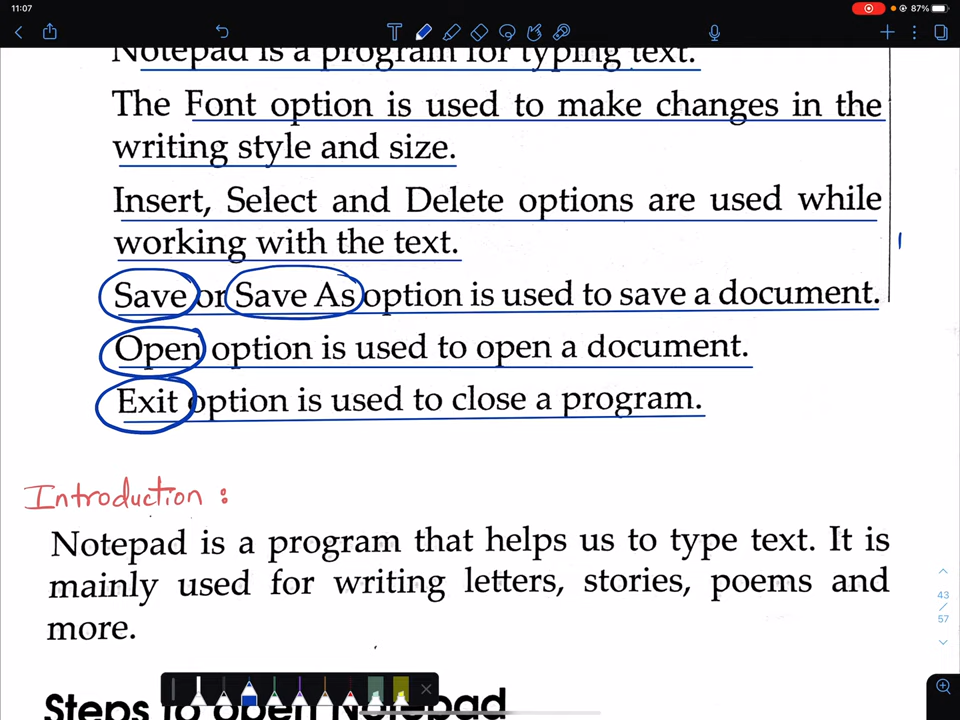 11:07
87%
Notepad is a program for typing text.
The Font option is used to make changes in the
writing style and size.
Insert, Select and Delete options are used while
working with the text.
Save or Save As option is used to save a document.
Open option is used to open a document.
Exit option is used to close a program.
Introduction :
Notepad is a program that helps us to type text. It is
mainly used for writing letters, stories, poems and
more.
43
/
57
Steps to open Notepad